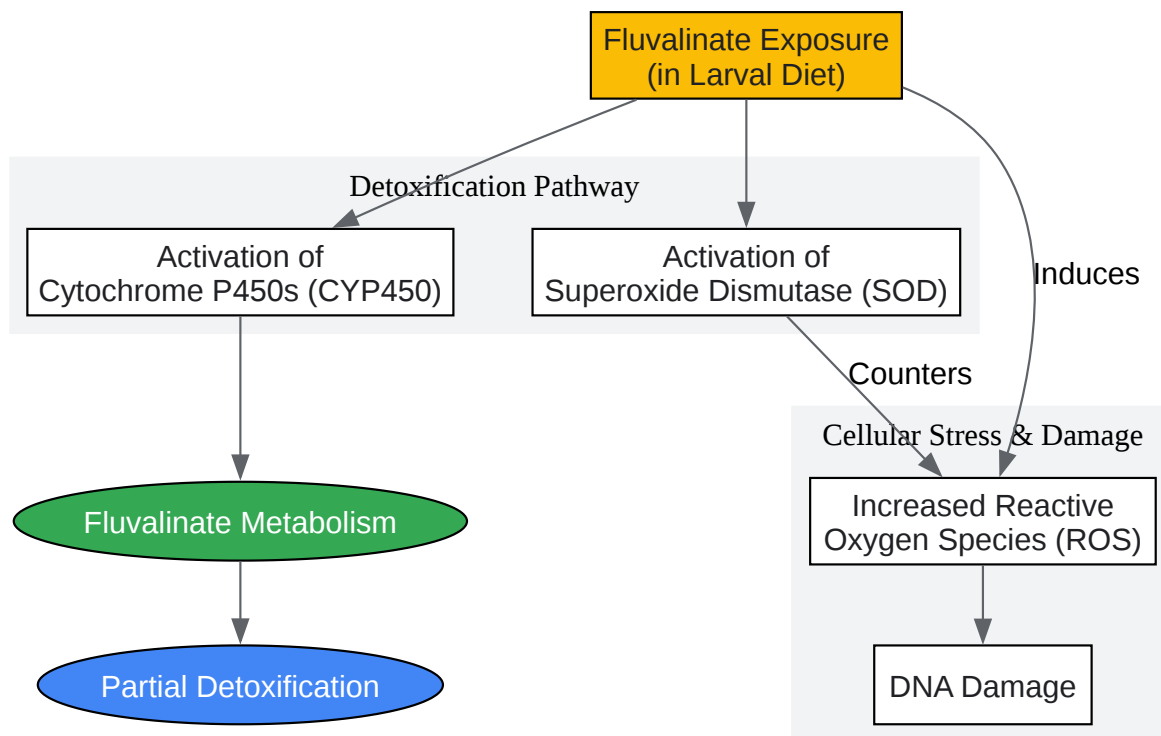 Fluvalinate Exposure
(in Larval Diet)
Detoxification Pathway
Activation of
Cytochrome P450s (CYP450)
Activation of
Superoxide Dismutase (SOD)
Induces
Counters
Cellular Stress & Damage
Fluvalinate Metabolism
Increased Reactive
Oxygen Species (ROS)
Partial Detoxification
DNA Damage